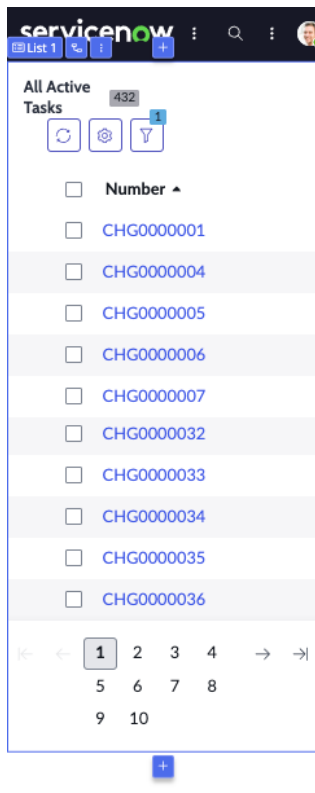 servicenow
List 1
All Active
Tasks
432
1
Number
CHG0000001
CHG0000004
CHG0000005
CHG0000006
CHG0000007
CHG0000032
CHG0000033
CHG0000034
CHG0000035
CHG0000036
1 2 3 4
5 6 7 8
9 10